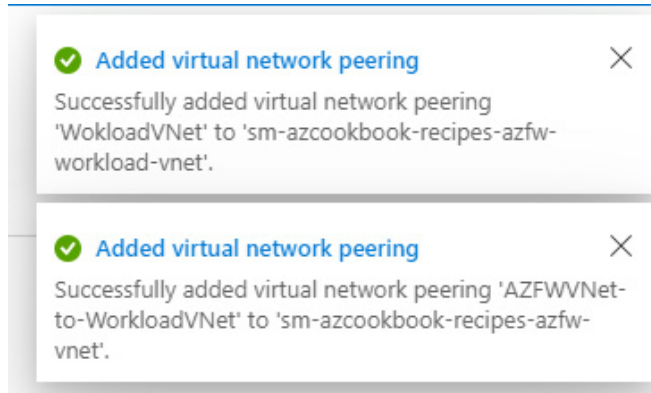 Added virtual network peering
Successfully added virtual network peering
'WokloadVNet' to 'sm-azcookbook-recipes-azfw-
workload-vnet'.
Added virtual network peering
Successfully added virtual network peering 'AZFWVNet-
to-WorkloadVNet' to 'sm-azcookbook-recipes-azfw-
vnet'.